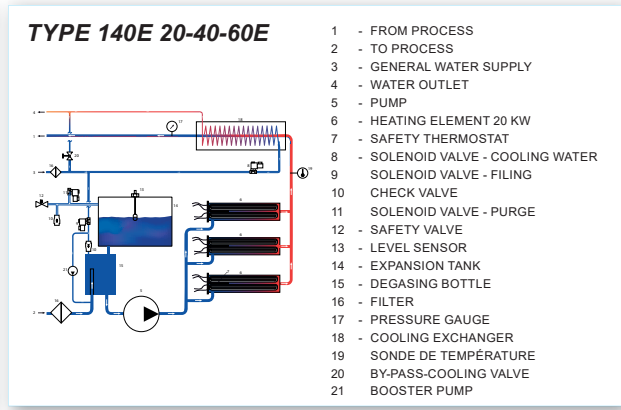 TYPE 140E 20-40-60E
1 - FROM PROCESS
2 - TO PROCESS
3 - GENERAL WATER SUPPLY
4 - WATER OUTLET
5 - PUMP
6 - HEATING ELEMENT 20 KW
7 - SAFETY THERMOSTAT
8 - SOLENOID VALVE - COOLING WATER
9 SOLENOID VALVE - FILING
10 CHECK VALVE
11 SOLENOID VALVE - PURGE
12 - SAFETY VALVE
13 - LEVEL SENSOR
14 - EXPANSION TANK
15 - DEGASING BOTTLE
16 - FILTER
17 - PRESSURE GAUGE
18 - COOLING EXCHANGER
19 SONDE DE TEMPÉRATURE
20 BY-PASS-COOLING VALVE
21 BOOSTER PUMP